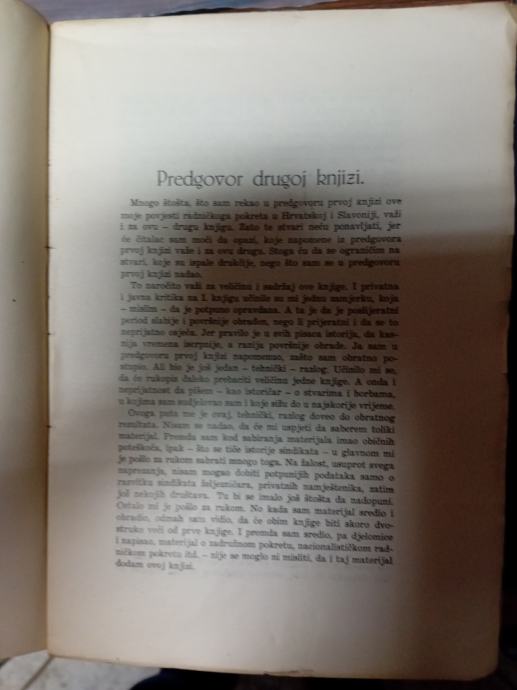 Predgovor drugoj knjizi.
Mnogo štošta, što sam rekao u predgovoru prvoj knjizi ove
moje povjesti radničkoga pokreta u Hrvatskoj i Slavoniji, važi
i za ovu – drugu knjigu. Zato te stvari neću ponavljati, jer
će čitalac sam moći da opazi, koje napomene iz predgovora
prvoj knjizi važe i za ovu drugu. Stoga ću da se ograničim na
stvari, koje su ispale drukčije, nego što sam se u predgovoru
prvoj knjizi nadao.
To naročito važi za veličinu i sadržaj ove knjige. I privatna
i javna kritika na I. knjigu učinile su mi jednu zamjerku, koja
– mislim – da je potpuno opravdana. A ta je da je poslijeratni
period slabije i površnije obrađen, nego li prijeratni i da se to
neprijatno osjeća. Jer pravilo je u svih pisaca istorija, da kas-
nija vremena iscrpnije, a ranija površnije obrade. Ja sam u
predgovoru prvoj knjizi napomenuo, zašto sam obratno po-
stupio. Ali bio je još jedan – tehnički – razlog. Učinilo mi se,
da će rukopis daleko prebaciti veličinu jedne knjige. A onda i
neprijatnost da pišem – kao istoričar – o stvarima i borbama,
u kojima sam sudjelovao sam i koje sižu do u najskorije vrijeme.
Ovoga puta me je ovaj, tehnički, razlog doveo do obratnog
rezultata. Nisam se nadao, da će mi uspjeti da saberem toliki
materijal. Premda sam kod sabiranja materijala imao običnih
poteškoća, ipak – što se tiče istorije sindikata – u glavnom mi
je pošlo za rukom sabrati mnogo toga. Na žalost, usuprot svega
naprezanja, nisam mogao dobiti potpunijih podataka samo o
razvitku sindikata željezničara, privatnih namještenika, zatim
još nekojih društava. Tu bi se imalo još štošta da nadopuni.
Ostalo mi je pošlo za rukom. No kada sam materijal sredio i
obradio, odmah sam vidio, da će obim knjige biti skoro dvo-
struko veći od prve knjige. I premda sam sredio, pa djelomice
i napisao, materijal o zadružnom pokretu, nacionalističkom rad-
ničkom pokretu itd. – nije se moglo ni misliti, da i taj materijal
dodam ovoj knjizi.